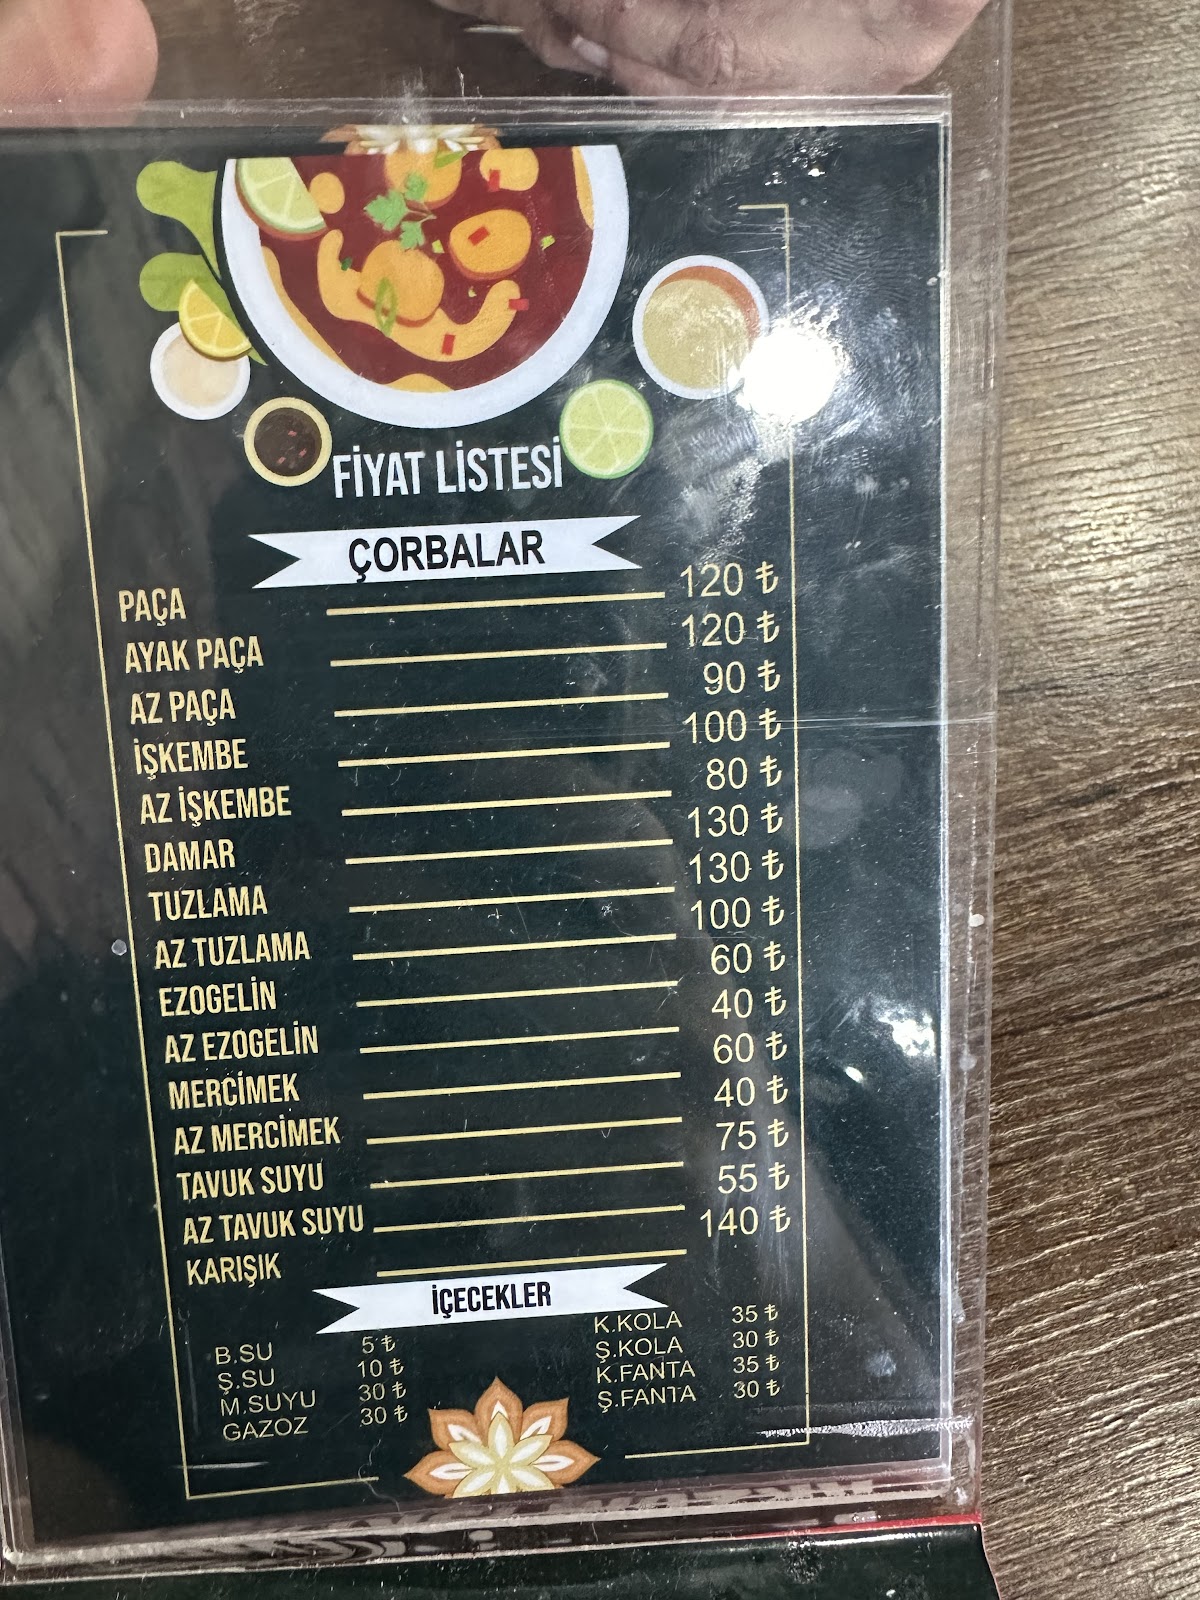 FİYAT LİSTESİ
ÇORBALAR
PAÇA 120 ₺
AYAK PAÇA 120 ₺
AZ PAÇA 90 ₺
İŞKEMBE 100 ₺
AZ İŞKEMBE 80 ₺
DAMAR 130 ₺
TUZLAMA 130 ₺
AZ TUZLAMA 100 ₺
EZOGELİN 60 ₺
AZ EZOGELİN 40 ₺
MERCİMEK 60 ₺
AZ MERCİMEK 40 ₺
TAVUK SUYU 75 ₺
AZ TAVUK SUYU 55 ₺
KARIŞIK 140 ₺
İÇECEKLER
B.SU 5 ₺
Ş.SU 10 ₺
M.SUYU 30 ₺
GAZOZ 30 ₺
K.KOLA 35 ₺
Ş.KOLA 30 ₺
K.FANTA 35 ₺
Ş.FANTA 30 ₺